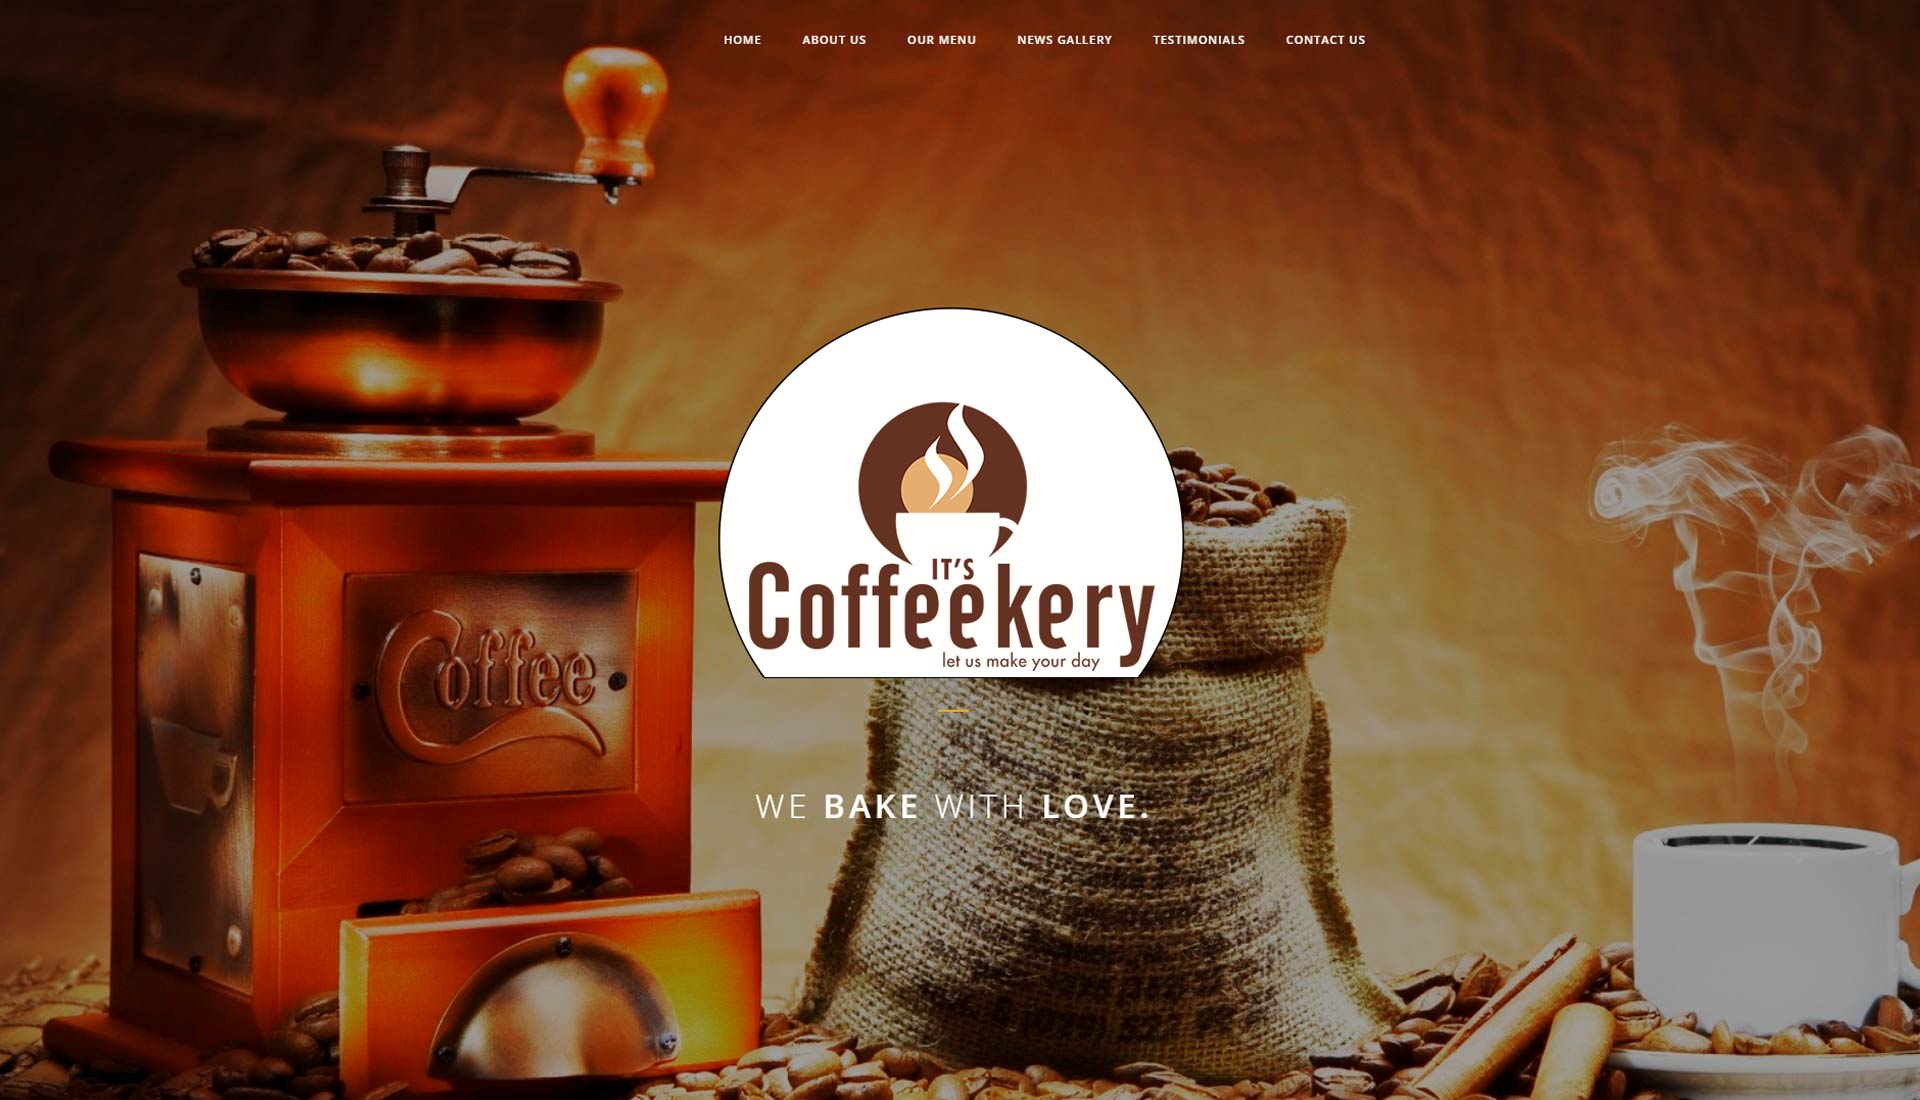 HOME ABOUT US OUR MENU NEWS GALLERY TESTIMONIALS CONTACT US
IT'S
Coffeekery
let us make your day
Coffee
WE BAKE WITH LOVE.